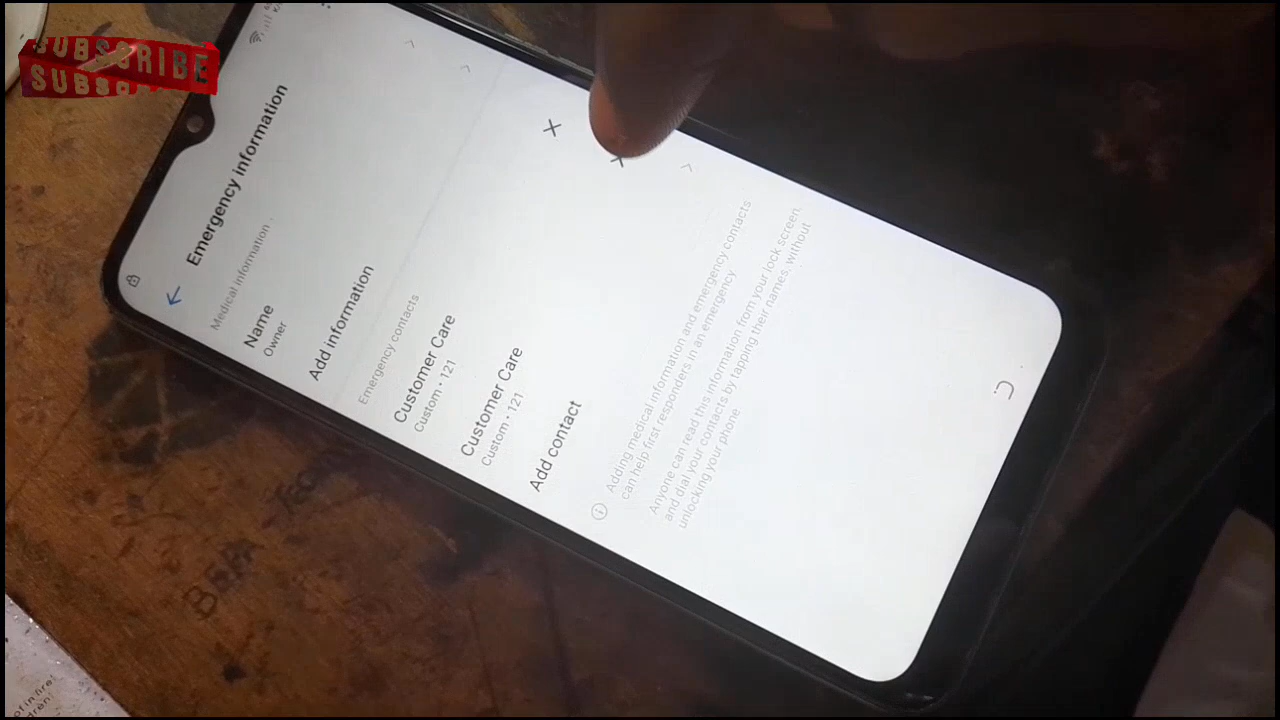 SUBSCRIBE
Emergency information
Medical information
Name
Owner
Add information
Emergency contacts
Customer Care
Custom • 121
Customer Care
Custom • 121
Add contact
Adding medical information and emergency contacts
can help first responders in an emergency
Anyone can read this information from your lock screen,
and dial your contacts by tapping their names, without
unlocking your phone